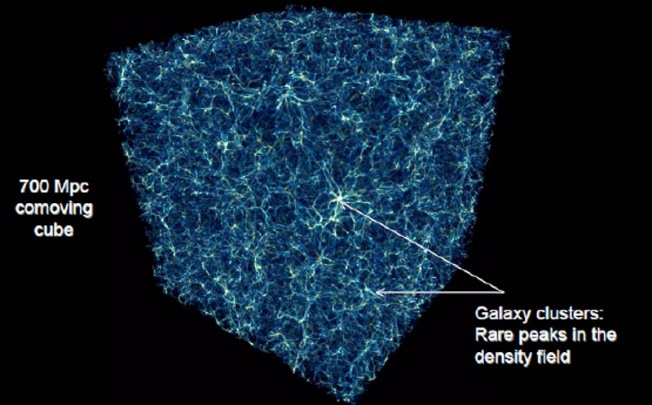 700 Mpc
comoving
cube
Galaxy clusters:
Rare peaks in the
density field